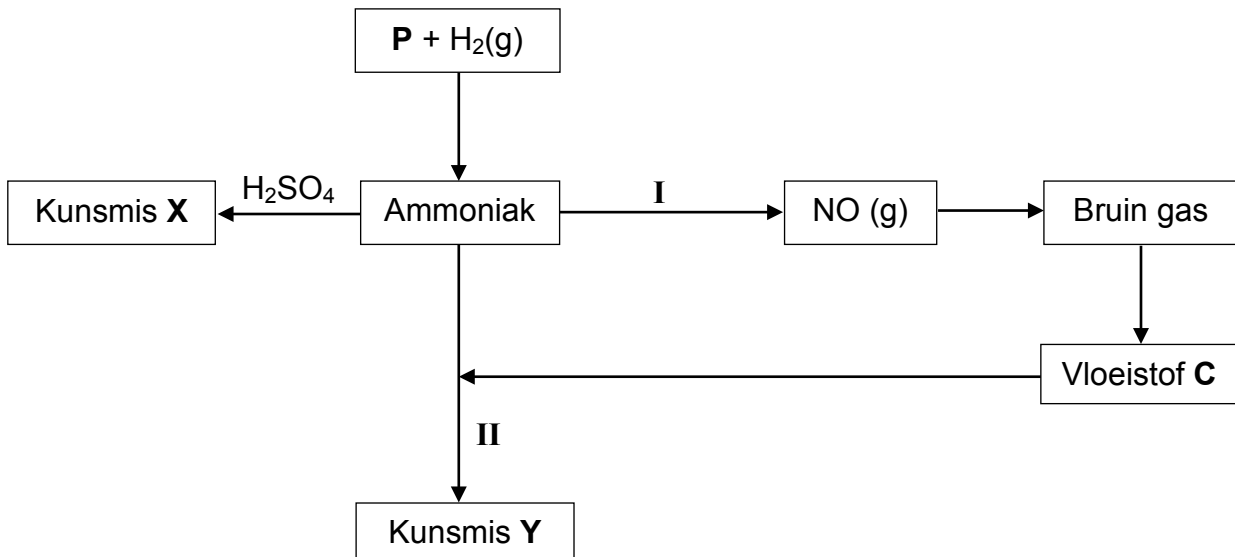 P + H₂(g)
H₂SO₄
I
Kunsmis X
Ammoniak
NO (g)
Bruin gas
Vloeistof C
II
Kunsmis Y